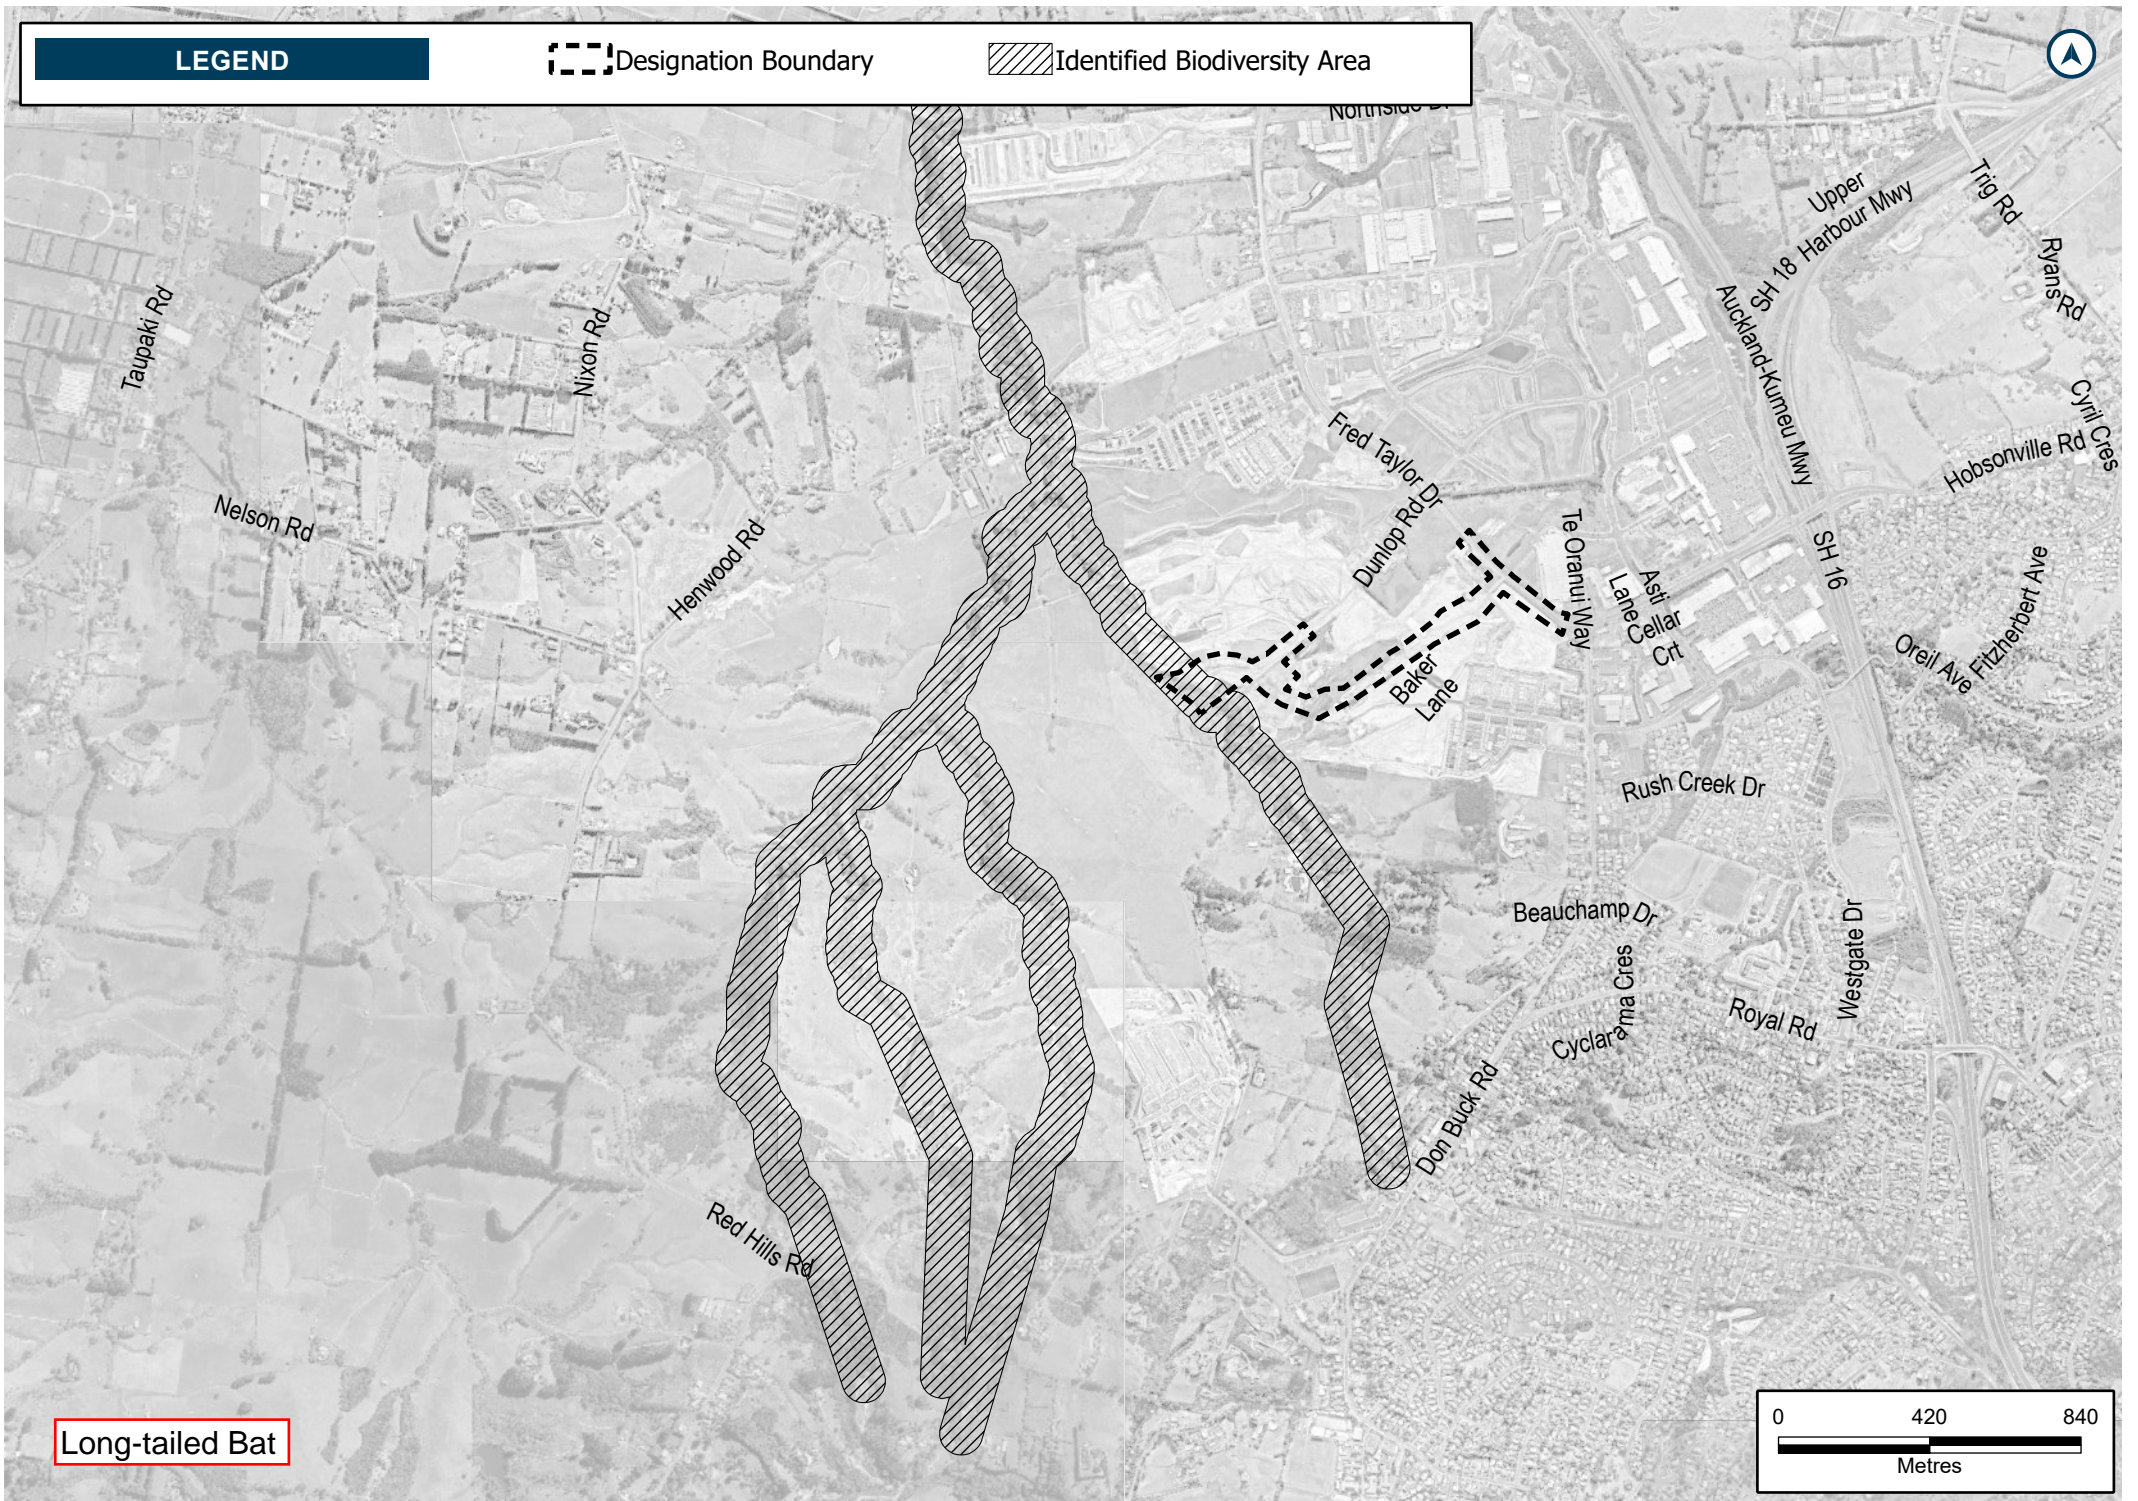 LEGEND
Designation Boundary
Identified Biodiversity Area
Upper
Harbour Mwy
SH 18
Trig Rd
Ryans Rd
Auckland-Kumeu Mwy
Taupaki Rd
Nixon Rd
Cyril Cres
Hobsonville Rd
Fred Taylor Dr
Dunlop Rd
Nelson Rd
Henwood Rd
Te Oranui Way
SH 16
Asti
Lane
Cellar
Crt
Fitzherbert Ave
Oreil Ave
Baker
Lane
Rush Creek Dr
Beauchamp Dr
Westgate Dr
Cyclarama Cres
Royal Rd
Don Buck Rd
Red Hills Rd
Long-tailed Bat
0 420 840
Metres